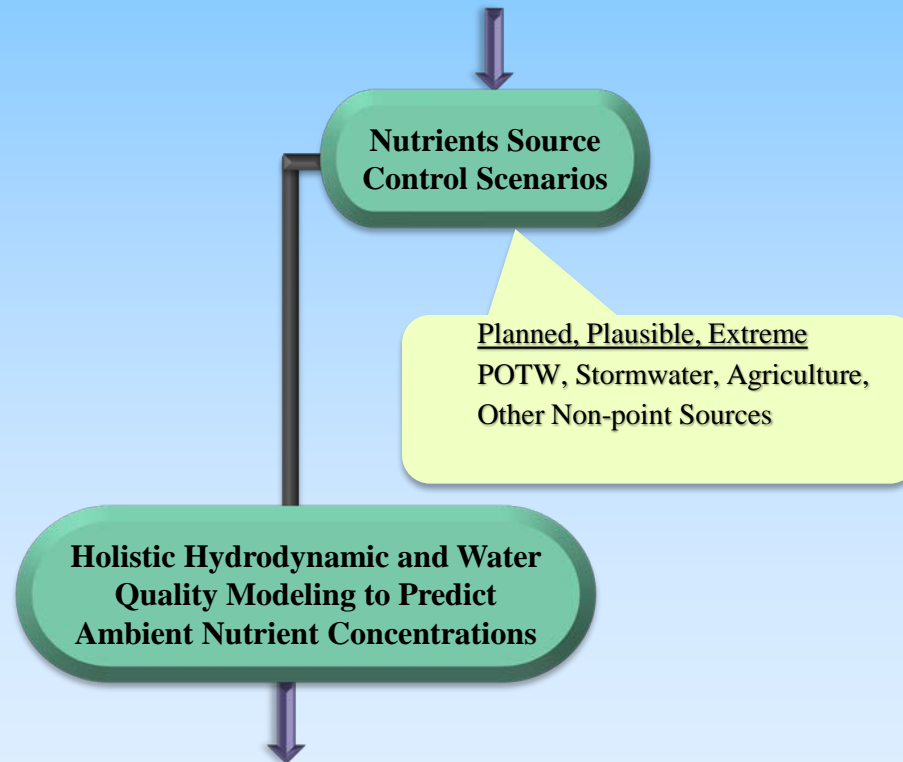 Nutrients Source
Control Scenarios
Planned, Plausible, Extreme
POTW, Stormwater, Agriculture,
Other Non-point Sources
Holistic Hydrodynamic and Water
Quality Modeling to Predict
Ambient Nutrient Concentrations